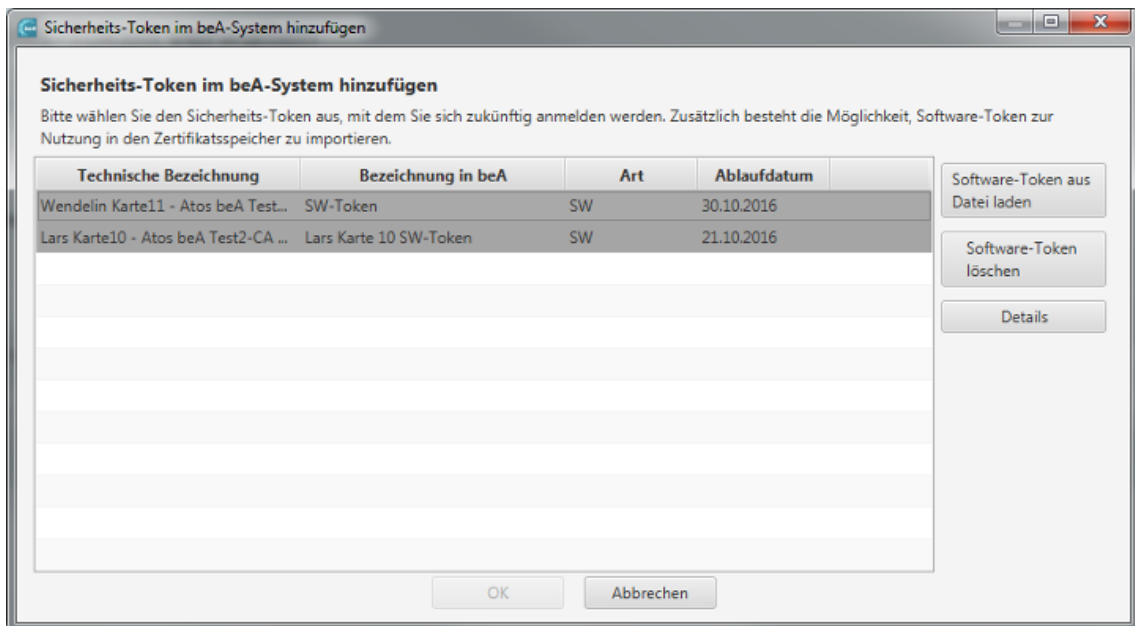 Sicherheits-Token im beA-System hinzufügen
Sicherheits-Token im beA-System hinzufügen
Bitte wählen Sie den Sicherheits-Token aus, mit dem Sie sich zukünftig anmelden werden. Zusätzlich besteht die Möglichkeit, Software-Token zur
Nutzung in den Zertifikatsspeicher zu importieren.
Technische Bezeichnung Bezeichnung in beA Art Ablaufdatum
Wendelin Karte11 - Atos beA Test... SW-Token SW 30.10.2016
Lars Karte10 - Atos beA Test2-CA ... Lars Karte 10 SW-Token SW 21.10.2016
Software-Token aus
Datei laden
Software-Token
löschen
Details
OK Abbrechen